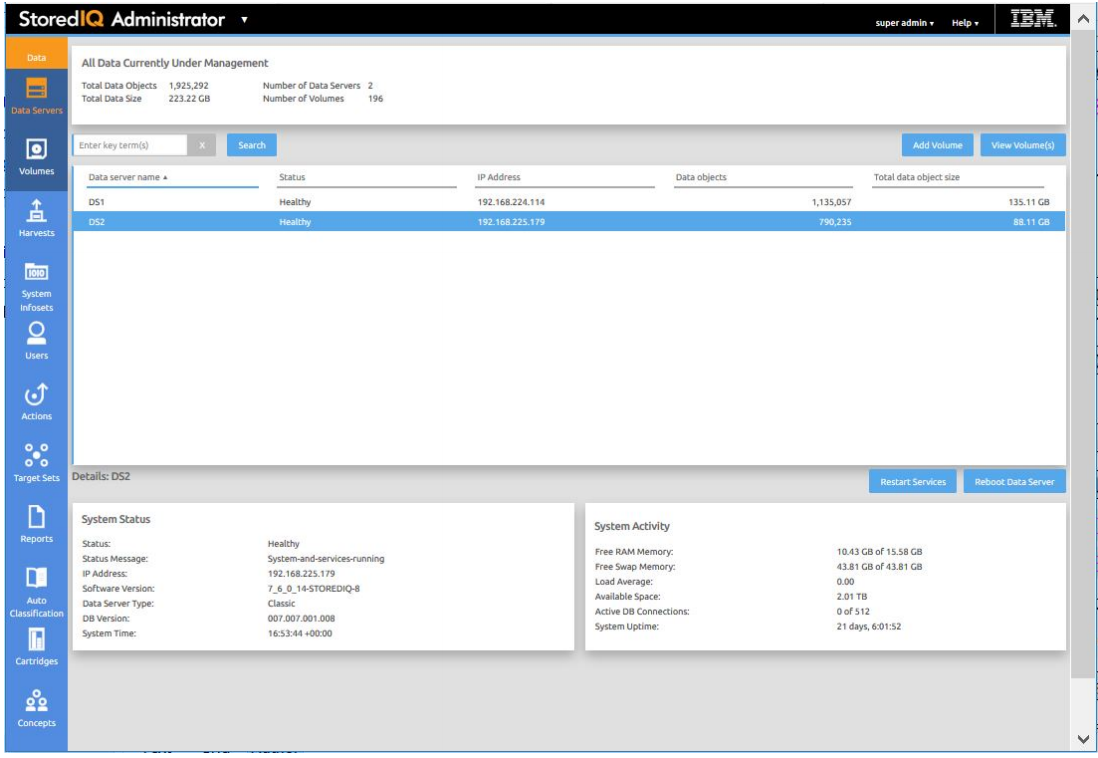 StoredIQ Administrator ▼
super admin ▾ Help ▾ IBM.
Data
Data Servers
Volumes
Harvests
System
Infosets
Users
Actions
Target Sets
Reports
Auto
Classification
Cartridges
Concepts
All Data Currently Under Management
Total Data Objects 1,925,292 Number of Data Servers 2
Total Data Size 223.22 GB Number of Volumes 196
Enter key term(s) X Search Add Volume View Volume(s)
Data server name ▴ Status IP Address Data objects Total data object size
DS1 Healthy 192.168.224.114 1,135,057 135.11 GB
DS2 Healthy 192.168.225.179 790,235 88.11 GB
Details: DS2 Restart Services Reboot Data Server
System Status
Status: Healthy
Status Message: System-and-services-running
IP Address: 192.168.225.179
Software Version: 7_6_0_14-STOREDIQ-8
Data Server Type: Classic
DB Version: 007.007.001.008
System Time: 16:53:44 +00:00
System Activity
Free RAM Memory: 10.43 GB of 15.58 GB
Free Swap Memory: 43.81 GB of 43.81 GB
Load Average: 0.00
Available Space: 2.01 TB
Active DB Connections: 0 of 512
System Uptime: 21 days, 6:01:52